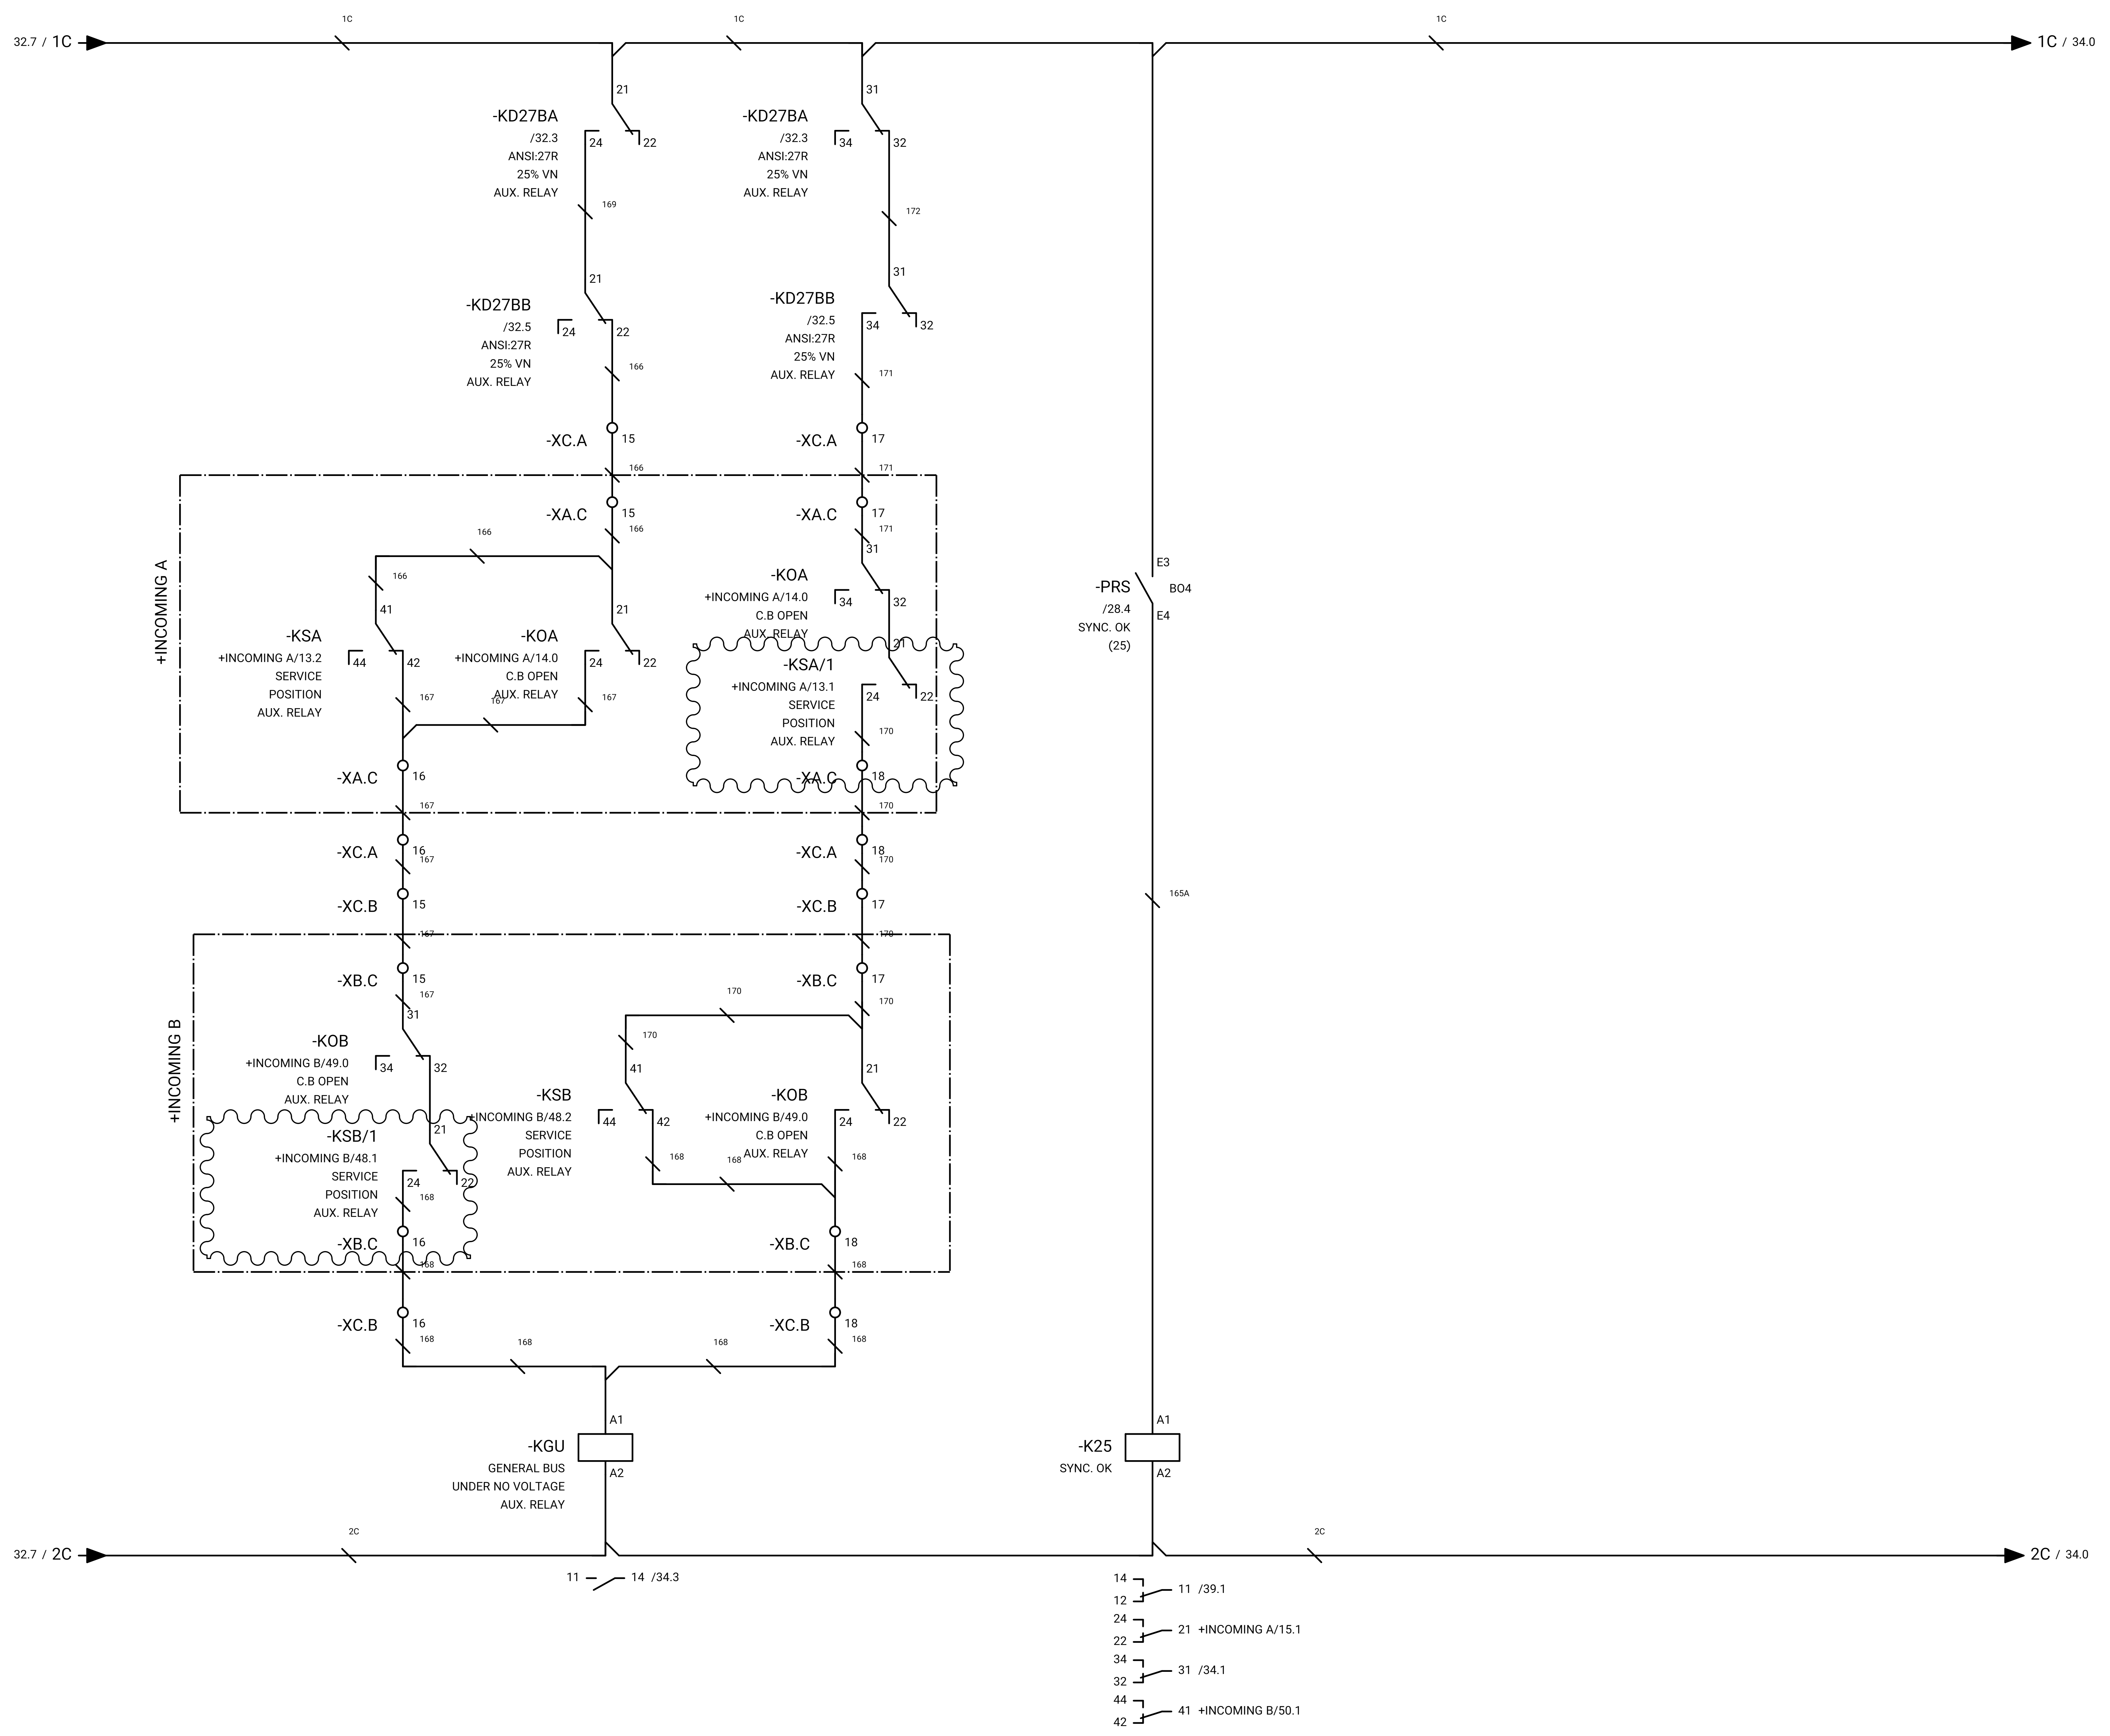 1C
1C
1C
32.7 / 1C
1C / 34.0
21
31
-KD27BA
/32.3
ANSI:27R
25% VN
AUX. RELAY
24
22
-KD27BA
/32.3
ANSI:27R
25% VN
AUX. RELAY
34
32
169
172
21
31
-KD27BB
/32.5
ANSI:27R
25% VN
AUX. RELAY
24
22
-KD27BB
/32.5
ANSI:27R
25% VN
AUX. RELAY
34
32
166
171
-XC.A
15
-XC.A
17
166
171
-XA.C
15
-XA.C
17
166
166
171
31
+INCOMING A
166
41
21
-KOA
+INCOMING A/14.0
C.B OPEN
AUX. RELAY
34
32
-KSA
+INCOMING A/13.2
SERVICE
POSITION
AUX. RELAY
44
42
-KOA
+INCOMING A/14.0
C.B OPEN
AUX. RELAY
24
22
167
167
167
21
-KSA/1
+INCOMING A/13.1
SERVICE
POSITION
AUX. RELAY
24
22
170
-XA.C
16
-XA.C
18
167
170
-XC.A
16
167
-XC.A
18
170
-XC.B
15
-XC.B
17
167
170
-XB.C
15
-XB.C
17
167
170
170
31
+INCOMING B
-KOB
+INCOMING B/49.0
C.B OPEN
AUX. RELAY
34
32
170
41
21
-KSB
+INCOMING B/48.2
SERVICE
POSITION
AUX. RELAY
44
42
-KOB
+INCOMING B/49.0
C.B OPEN
AUX. RELAY
24
22
168
168
168
21
-KSB/1
+INCOMING B/48.1
SERVICE
POSITION
AUX. RELAY
24
22
168
-XB.C
16
-XB.C
18
168
168
-XC.B
16
-XC.B
18
168
168
168
168
A1
-KGU
GENERAL BUS
UNDER NO VOLTAGE
AUX. RELAY
A2
E3
-PRS
/28.4
SYNC. OK
(25)
BO4
E4
165A
A1
-K25
SYNC. OK
A2
2C
2C
32.7 / 2C
2C / 34.0
11 14 /34.3
14
12
11 /39.1
24
22
21 +INCOMING A/15.1
34
32
31 /34.1
44
42
41 +INCOMING B/50.1